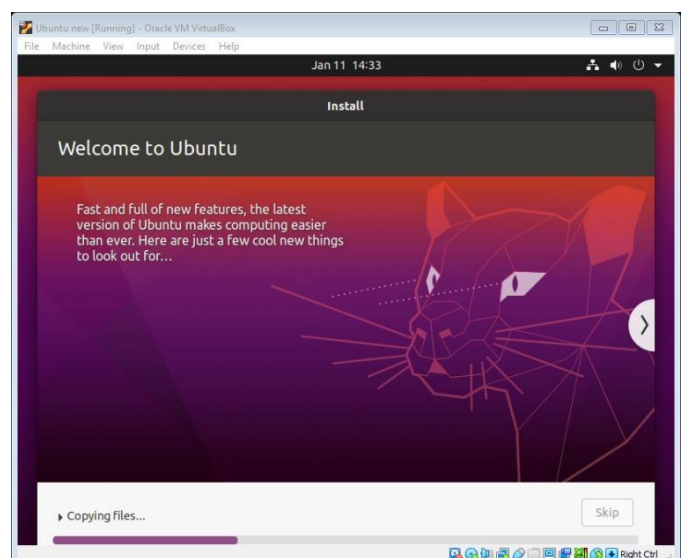 Ubuntu new [Running] - Oracle VM VirtualBox
File Machine View Input Devices Help
Jan 11 14:33
Install
Welcome to Ubuntu
Fast and full of new features, the latest
version of Ubuntu makes computing easier
than ever. Here are just a few cool new things
to look out for...
Copying files...
Skip
Right Ctrl